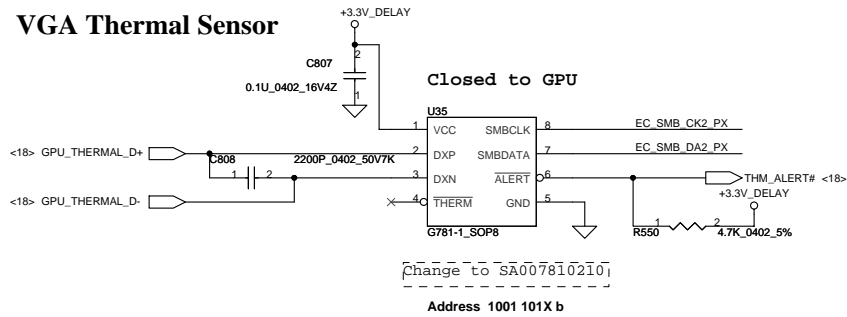 VGA Thermal Sensor
+3.3V_DELAY
C807
2
1
0.1U_0402_16V4Z
Closed to GPU
U35
1 VCC SMBCLK 8 EC_SMB_CK2_PX
<18> GPU_THERMAL_D+ 2 DXP SMBDATA 7 EC_SMB_DA2_PX
C808 2200P_0402_50V7K
1 2 3 DXN ALERT 6 THM_ALERT# <18>
<18> GPU_THERMAL_D- 4 THERM GND 5
+3.3V_DELAY
G781-1_SOP8
R550 1 2 4.7K_0402_5%
Change to SA007810210
Address 1001 101X b